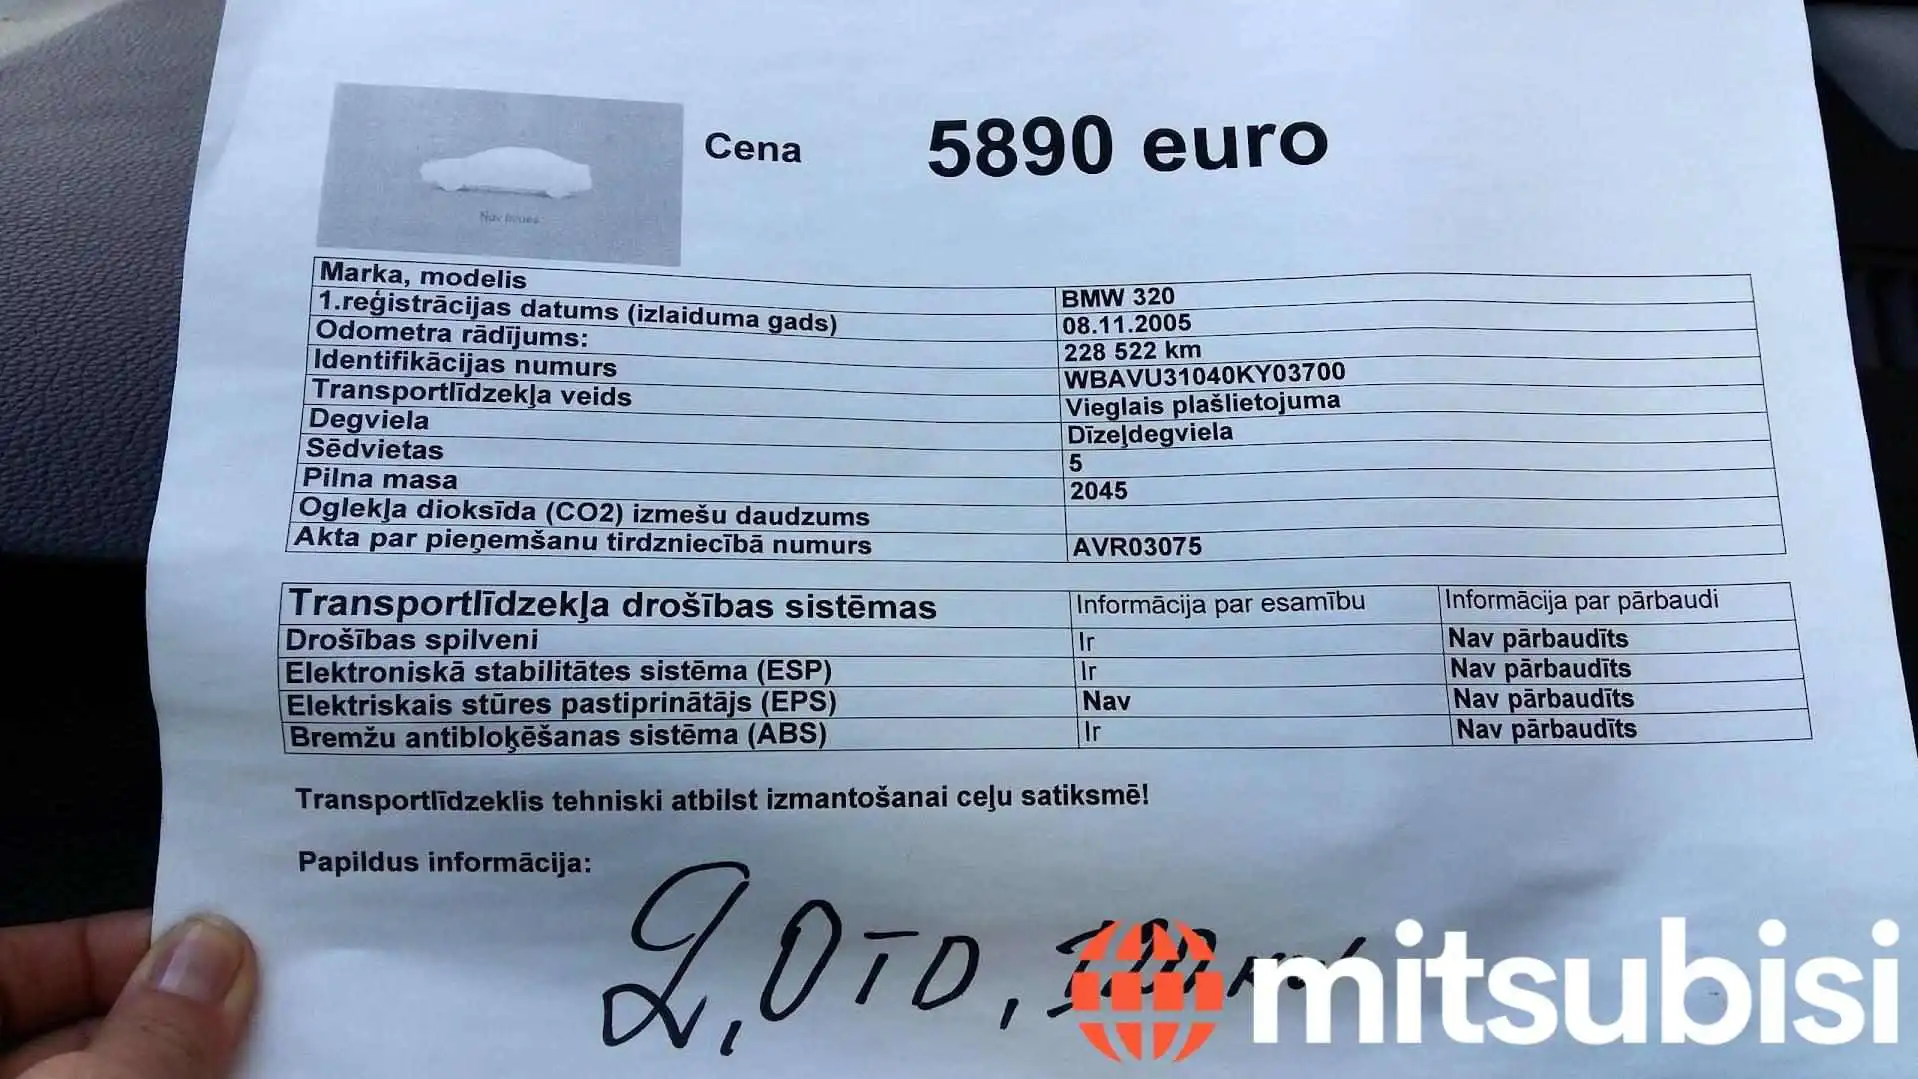 Cena 5890 euro
Marka, modelis BMW 320
1.reģistrācijas datums (izlaiduma gads) 08.11.2005
Odometra rādījums: 228 522 km
Identifikācijas numurs WBAVU31040KY03700
Transportlīdzekļa veids Vieglais plašlietojuma
Degviela Dīzeļdegviela
Sēdvietas 5
Pilna masa 2045
Oglekļa dioksīda (CO2) izmešu daudzums
Akta par pieņemšanu tirdzniecībā numurs AVR03075
Transportlīdzekļa drošības sistēmas Informācija par esamību Informācija par pārbaudi
Drošības spilveni Ir Nav pārbaudīts
Elektroniskā stabilitātes sistēma (ESP) Ir Nav pārbaudīts
Elektriskais stūres pastiprinātājs (EPS) Nav Nav pārbaudīts
Bremžu antibloķēšanas sistēma (ABS) Ir Nav pārbaudīts
Transportlīdzeklis tehniski atbilst izmantošanai ceļu satiksmē!
Papildus informācija:
2,0TD,
mitsubisi